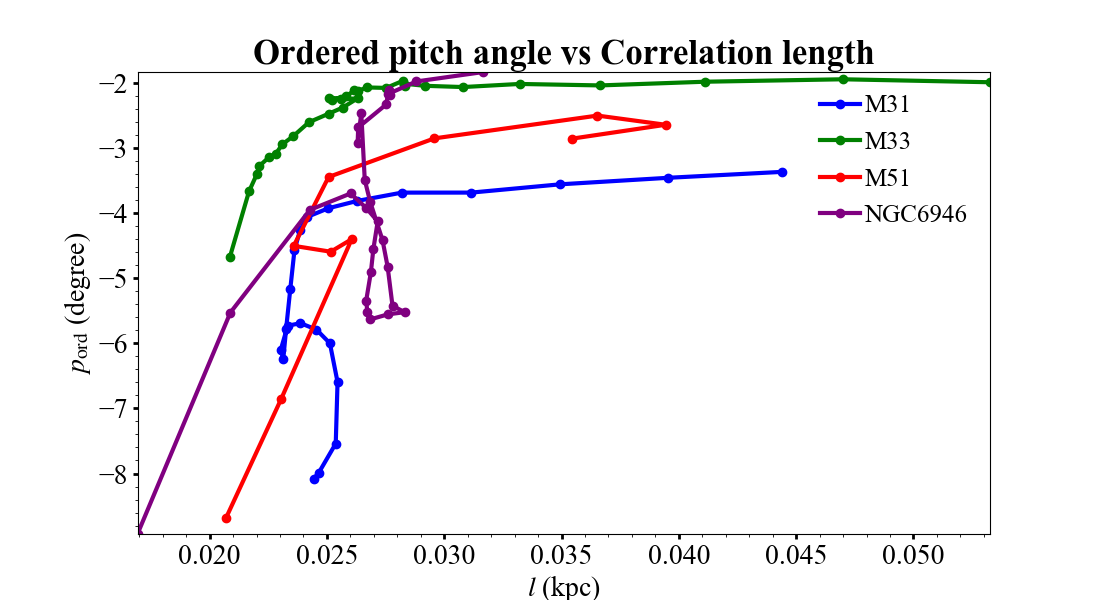 Ordered pitch angle vs Correlation length
−2
−3
−4
−5
−6
−7
−8
p_ord (degree)
M31
M33
M51
NGC6946
0.020 0.025 0.030 0.035 0.040 0.045 0.050
l (kpc)